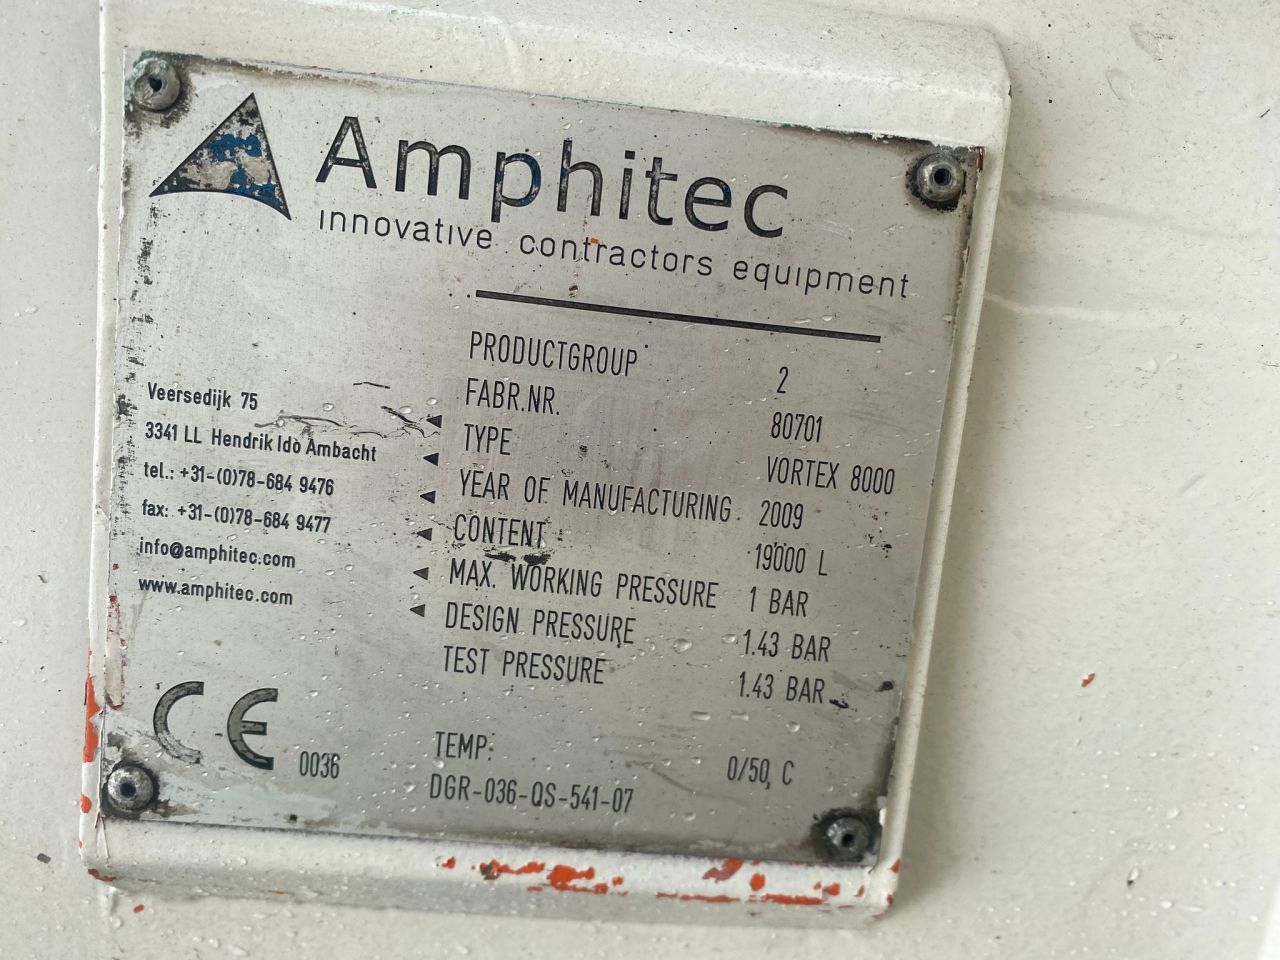 Amphitec
innovative contractors equipment
PRODUCTGROUP 2
FABR.NR. 80701
TYPE VORTEX 8000
YEAR OF MANUFACTURING 2009
CONTENT 19000 L
MAX. WORKING PRESSURE 1 BAR
DESIGN PRESSURE 1.43 BAR
TEST PRESSURE 1.43 BAR
TEMP: 0/50, C
DGR-036-QS-541-07
Veersedijk 75
3341 LL Hendrik Ido Ambacht
tel.: +31-(0)78-684 9476
fax: +31-(0)78-684 9477
info@amphitec.com
www.amphitec.com
CE 0036